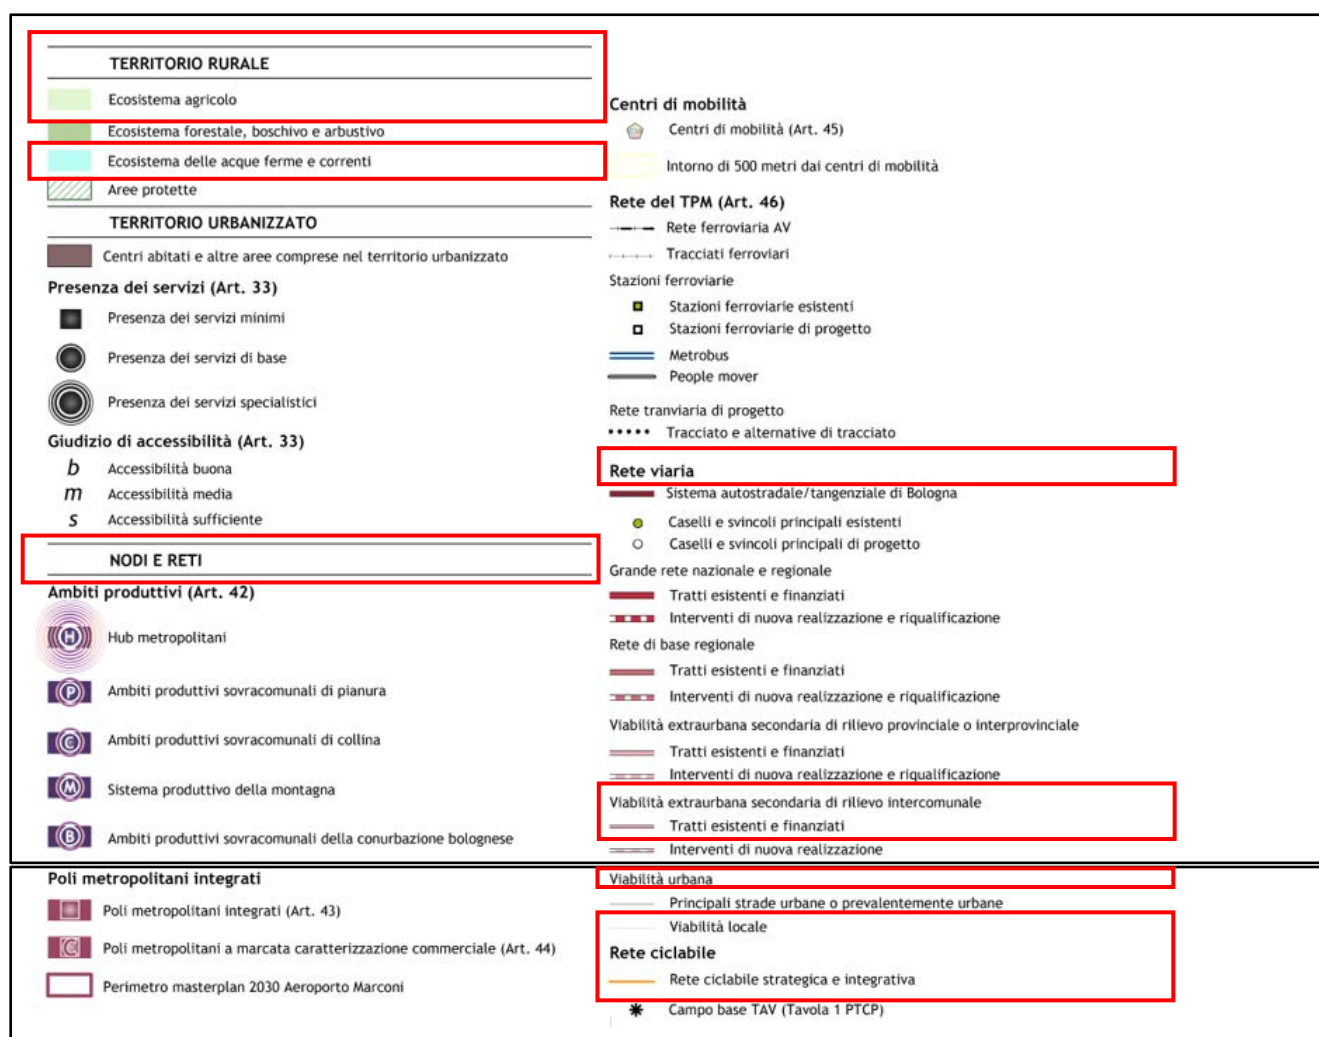 TERRITORIO RURALE
Ecosistema agricolo
Ecosistema forestale, boschivo e arbustivo
Ecosistema delle acque ferme e correnti
Aree protette
TERRITORIO URBANIZZATO
Centri abitati e altre aree comprese nel territorio urbanizzato
Presenza dei servizi (Art. 33)
Presenza dei servizi minimi
Presenza dei servizi di base
Presenza dei servizi specialistici
Giudizio di accessibilità (Art. 33)
b Accessibilità buona
m Accessibilità media
s Accessibilità sufficiente
NODI E RETI
Ambiti produttivi (Art. 42)
H Hub metropolitani
P Ambiti produttivi sovracomunali di pianura
C Ambiti produttivi sovracomunali di collina
M Sistema produttivo della montagna
B Ambiti produttivi sovracomunali della conurbazione bolognese
Centri di mobilità
Centri di mobilità (Art. 45)
Intorno di 500 metri dai centri di mobilità
Rete del TPM (Art. 46)
Rete ferroviaria AV
Tracciati ferroviari
Stazioni ferroviarie
Stazioni ferroviarie esistenti
Stazioni ferroviarie di progetto
Metrobus
People mover
Rete tranviaria di progetto
Tracciato e alternative di tracciato
Rete viaria
Sistema autostradale/tangenziale di Bologna
Caselli e svincoli principali esistenti
Caselli e svincoli principali di progetto
Grande rete nazionale e regionale
Tratti esistenti e finanziati
Interventi di nuova realizzazione e riqualificazione
Rete di base regionale
Tratti esistenti e finanziati
Interventi di nuova realizzazione e riqualificazione
Viabilità extraurbana secondaria di rilievo provinciale o interprovinciale
Tratti esistenti e finanziati
Interventi di nuova realizzazione e riqualificazione
Viabilità extraurbana secondaria di rilievo intercomunale
Tratti esistenti e finanziati
Interventi di nuova realizzazione
Poli metropolitani integrati
Poli metropolitani integrati (Art. 43)
C Poli metropolitani a marcata caratterizzazione commerciale (Art. 44)
Perimetro masterplan 2030 Aeroporto Marconi
Viabilità urbana
Principali strade urbane o prevalentemente urbane
Viabilità locale
Rete ciclabile
Rete ciclabile strategica e integrativa
Campo base TAV (Tavola 1 PTCP)